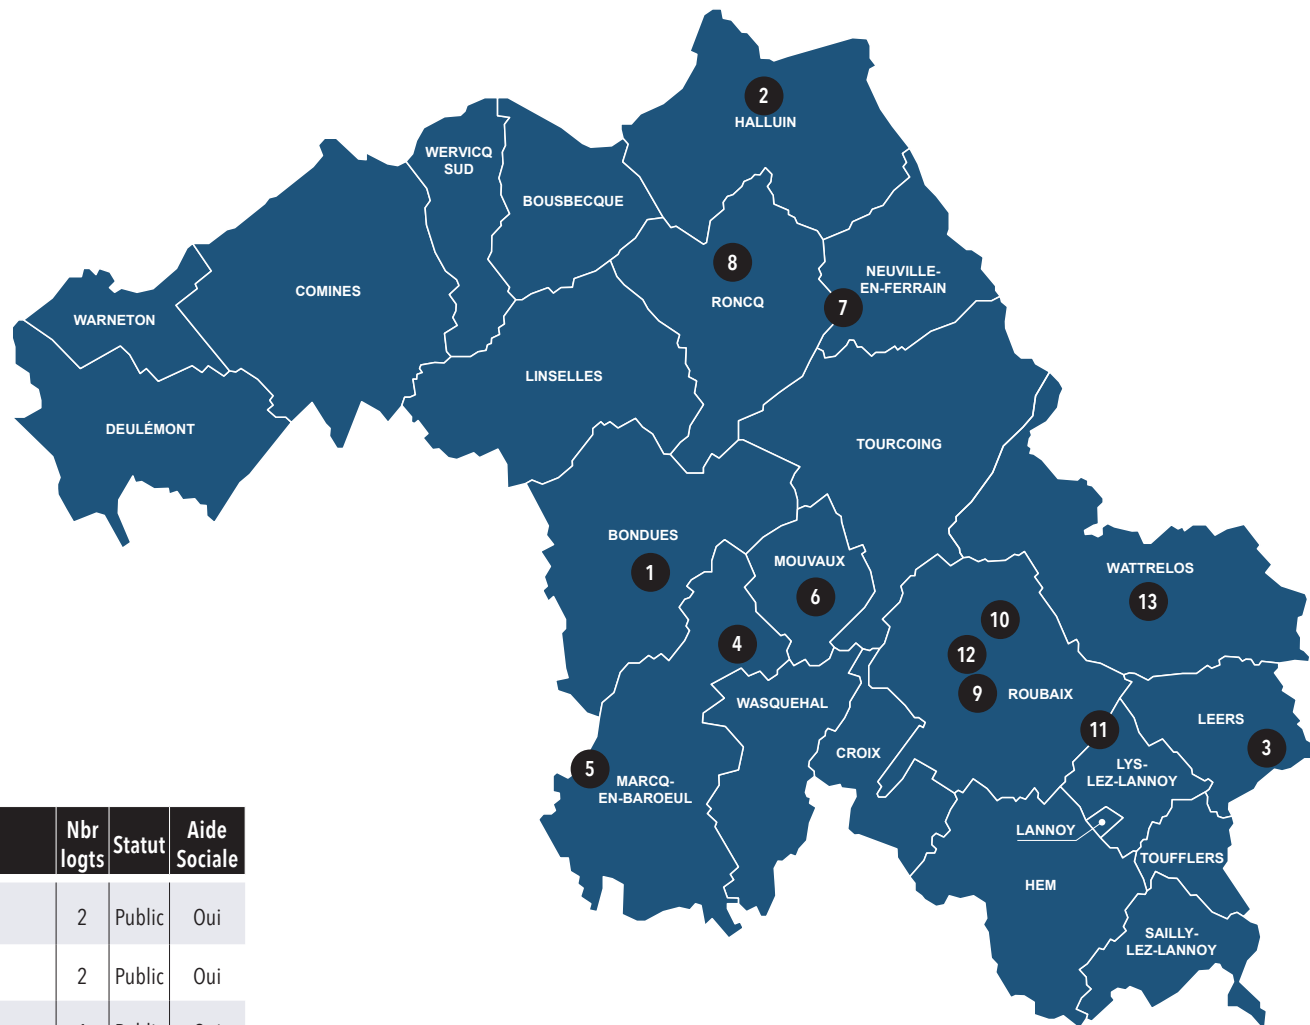 2
HALLUIN
WERVICQ
SUD
BOUSBECQUE
8
RONCQ
NEUVILLE-
EN-FERRAIN
7
COMINES
WARNETON
LINSELLES
DEULÉMONT
TOURCOING
BONDUES
1
MOUVAUX
6
WATTRELOS
13
10
4
12
9
ROUBAIX
WASQUEHAL
11
LEERS
3
CROIX
5
MARCQ-
EN-BAROEUL
LYS-
LEZ-LANNOY
LANNOY
TOUFFLERS
HEM
SAILLY-
LEZ-LANNOY
Nbr logts Statut Aide Sociale
2 Public Oui
2 Public Oui